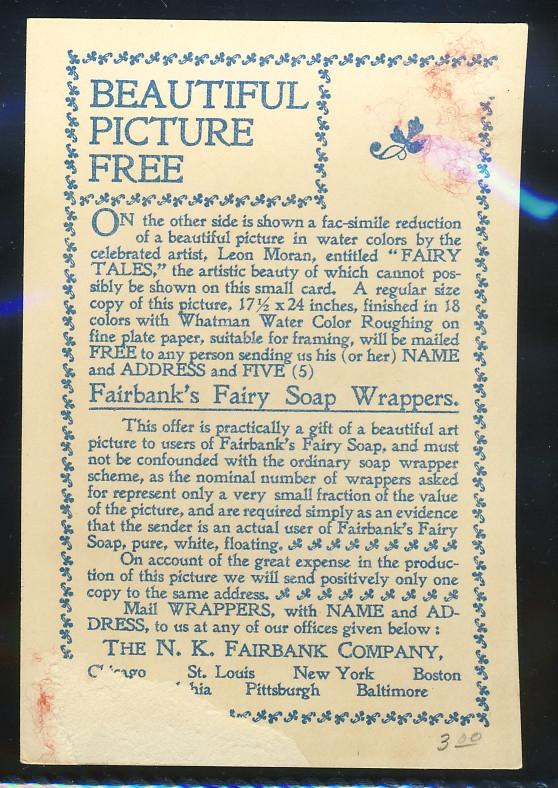 BEAUTIFUL
PICTURE
FREE
ON the other side is shown a fac-simile reduction
of a beautiful picture in water colors by the
celebrated artist, Leon Moran, entitled "FAIRY
TALES," the artistic beauty of which cannot pos-
sibly be shown on this small card. A regular size
copy of this picture, 17½ x 24 inches, finished in 18
colors with Whatman Water Color Roughing on
fine plate paper, suitable for framing, will be mailed
FREE to any person sending us his (or her) NAME
and ADDRESS and FIVE (5)
Fairbank's Fairy Soap Wrappers.
This offer is practically a gift of a beautiful art
picture to users of Fairbank's Fairy Soap, and must
not be confounded with the ordinary soap wrapper
scheme, as the nominal number of wrappers asked
for represent only a very small fraction of the value
of the picture, and are required simply as an evidence
that the sender is an actual user of Fairbank's Fairy
Soap, pure, white, floating.
On account of the great expense in the produc-
tion of this picture we will send positively only one
copy to the same address.
Mail WRAPPERS, with NAME and AD-
DRESS, to us at any of our offices given below:
THE N. K. FAIRBANK COMPANY,
Chicago St. Louis New York Boston
Pittsburgh Baltimore
3.00